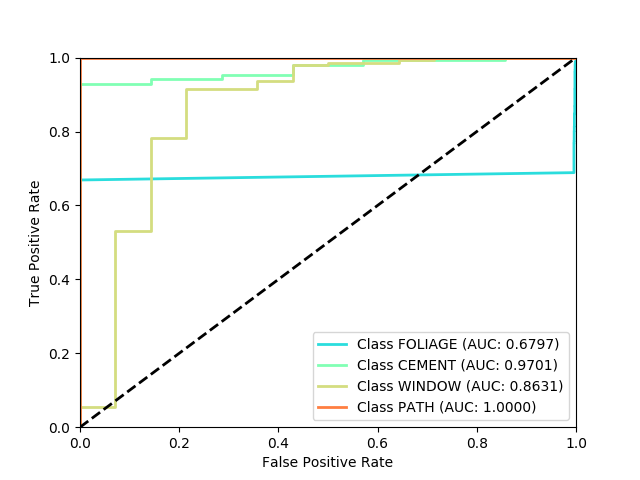 1.0
0.8
0.6
0.4
0.2
0.0
True Positive Rate
0.0 0.2 0.4 0.6 0.8 1.0
False Positive Rate
Class FOLIAGE (AUC: 0.6797)
Class CEMENT (AUC: 0.9701)
Class WINDOW (AUC: 0.8631)
Class PATH (AUC: 1.0000)